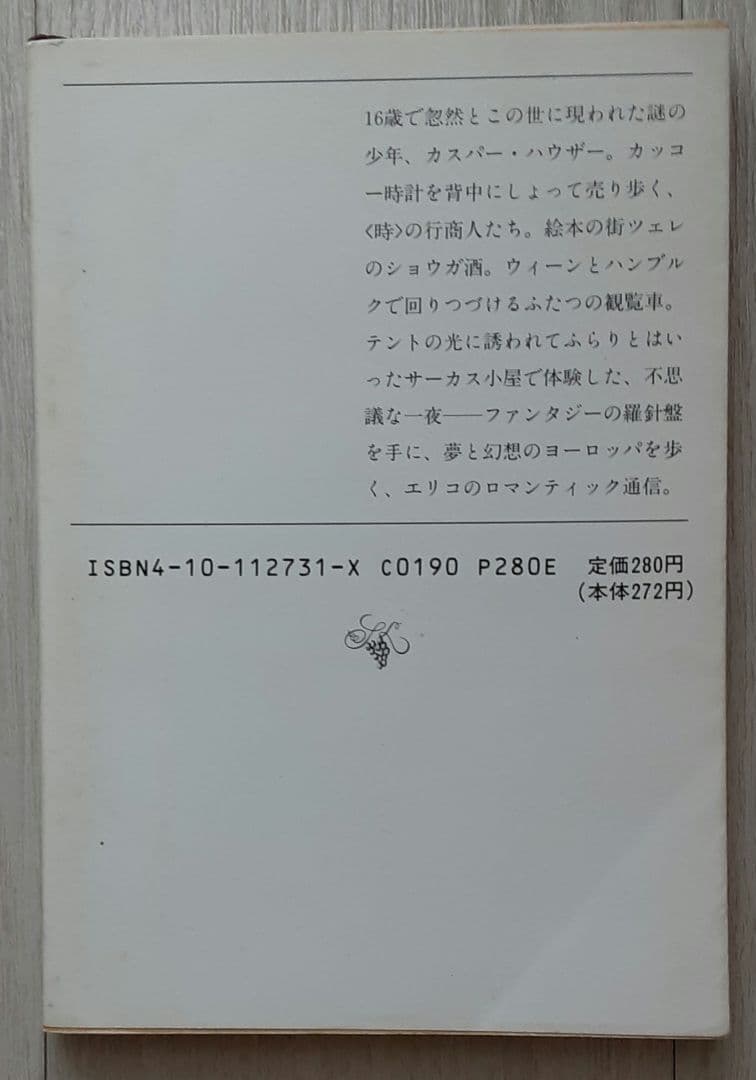 16歳で忽然とこの世に現われた謎の
少年、カスパー・ハウザー。カッコ
ー時計を背中にしょって売り歩く、
〈時〉の行商人たち。絵本の街ツェレ
のショウガ酒。ウィーンとハンブル
クで回りつづけるふたつの観覧車。
テントの光に誘われてふらりとはい
ったサーカス小屋で体験した、不思
議な一夜──ファンタジーの羅針盤
を手に、夢と幻想のヨーロッパを歩
く、エリコのロマンティック通信。
ISBN4-10-112731-X C0190 P280E 定価280円
(本体272円)